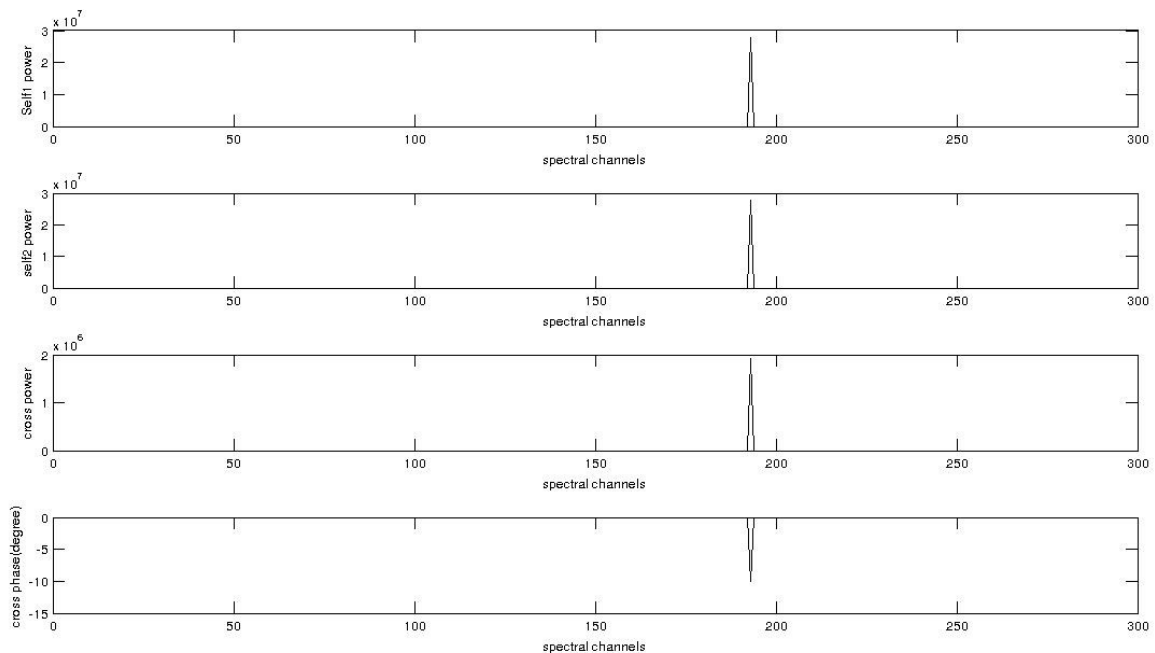 x 10^7
3
2
1
0
Self1 power
0 50 100 150 200 250 300
spectral channels
x 10^7
3
2
1
0
self2 power
0 50 100 150 200 250 300
spectral channels
x 10^6
2
1
0
cross power
0 50 100 150 200 250 300
spectral channels
0
-5
-10
-15
cross phase(degree)
0 50 100 150 200 250 300
spectral channels